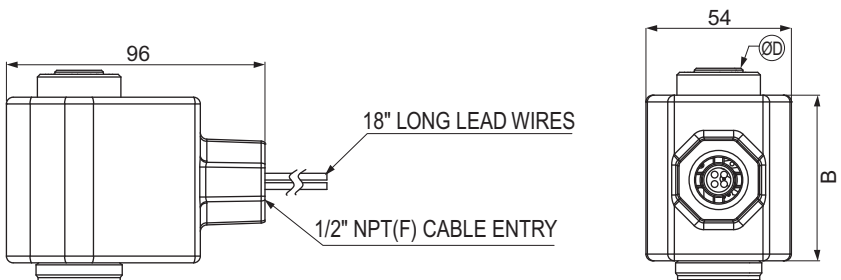 96
54
ØD
18" LONG LEAD WIRES
B
1/2" NPT(F) CABLE ENTRY